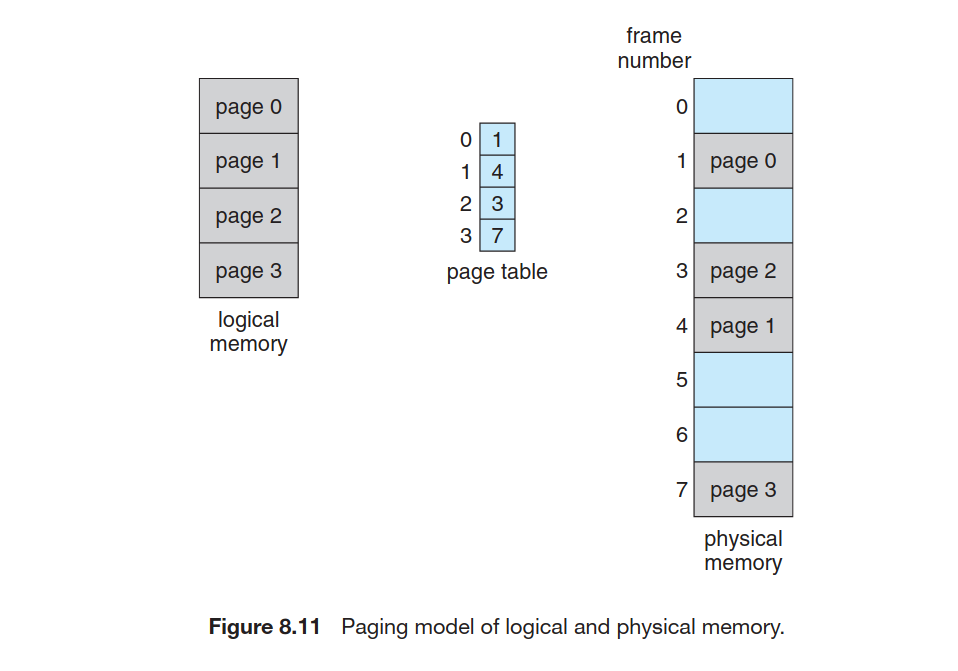 frame
number
page 0
page 1
page 2
page 3
logical
memory
0 1
1 4
2 3
3 7
page table
0
1 page 0
2
3 page 2
4 page 1
5
6
7 page 3
physical
memory
Figure 8.11 Paging model of logical and physical memory.